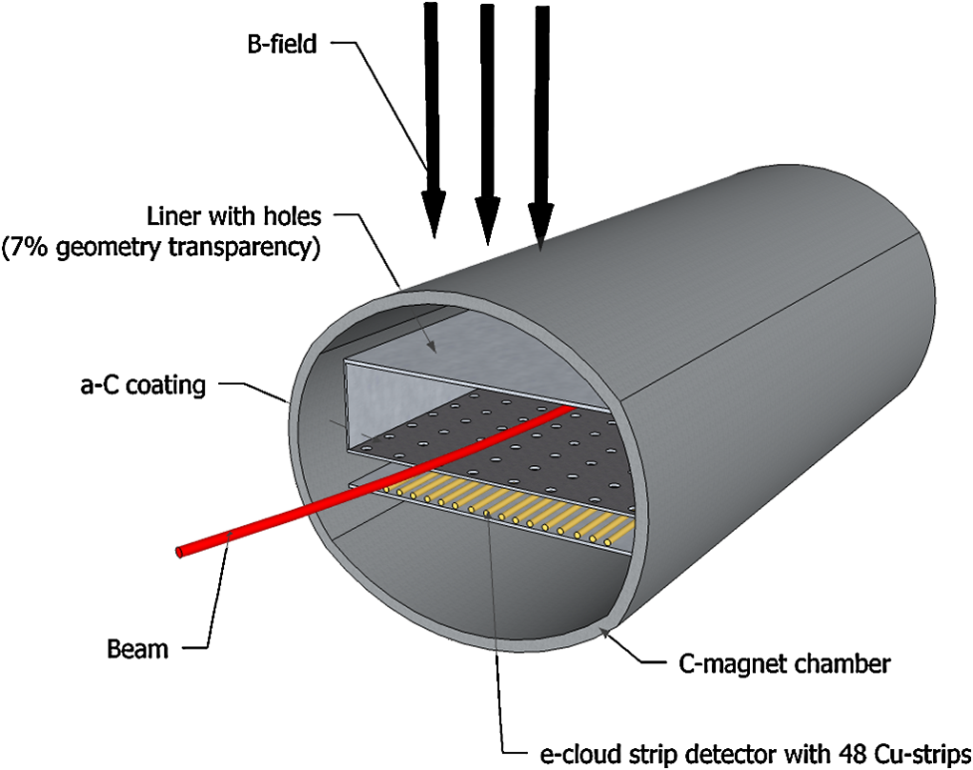 B-field
Liner with holes
(7% geometry transparency)
a-C coating
Beam
C-magnet chamber
e-cloud strip detector with 48 Cu-strips